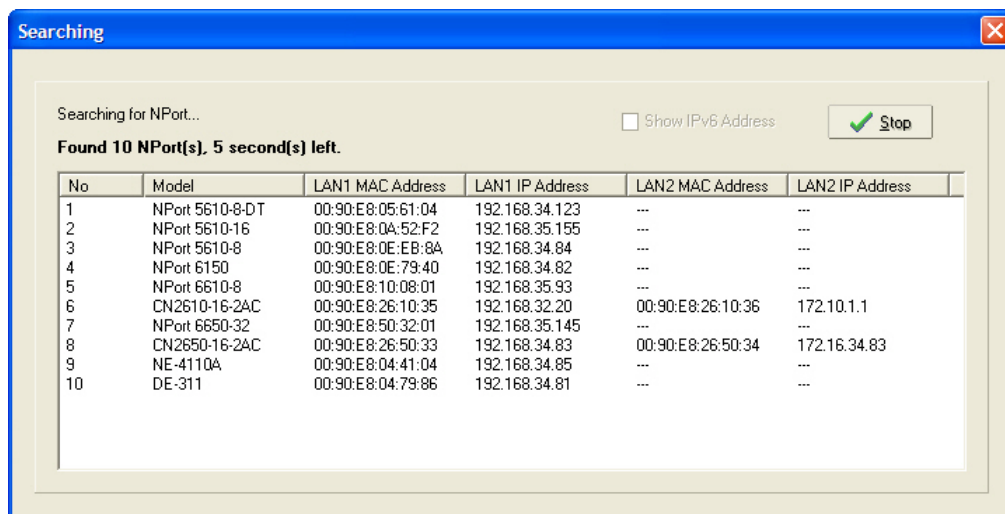 Searching
Searching for NPort...
Show IPv6 Address
Stop
Found 10 NPort(s), 5 second(s) left.
No Model LAN1 MAC Address LAN1 IP Address LAN2 MAC Address LAN2 IP Address
1 NPort 5610-8-DT 00:90:E8:05:61:04 192.168.34.123 --- ---
2 NPort 5610-16 00:90:E8:0A:52:F2 192.168.35.155 --- ---
3 NPort 5610-8 00:90:E8:0E:EB:8A 192.168.34.84 --- ---
4 NPort 6150 00:90:E8:0E:79:40 192.168.34.82 --- ---
5 NPort 6610-8 00:90:E8:10:08:01 192.168.35.93 --- ---
6 CN2610-16-2AC 00:90:E8:26:10:35 192.168.32.20 00:90:E8:26:10:36 172.10.1.1
7 NPort 6650-32 00:90:E8:50:32:01 192.168.35.145 --- ---
8 CN2650-16-2AC 00:90:E8:26:50:33 192.168.34.83 00:90:E8:26:50:34 172.16.34.83
9 NE-4110A 00:90:E8:04:41:04 192.168.34.85 --- ---
10 DE-311 00:90:E8:04:79:86 192.168.34.81 --- ---